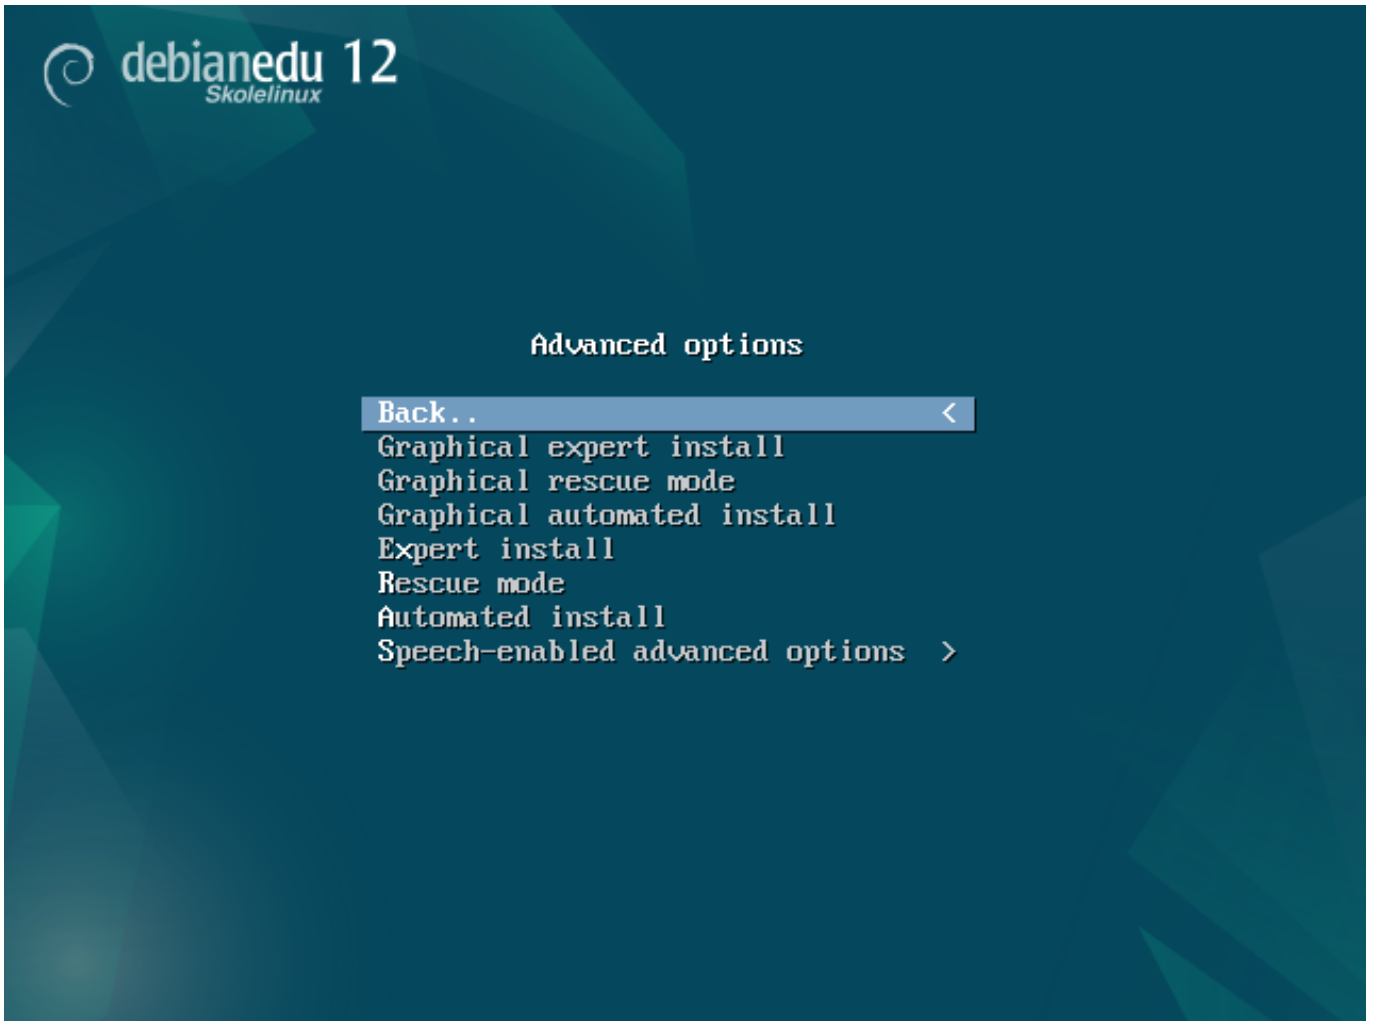 debianedu 12
Skolelinux
Advanced options
Back.. <
Graphical expert install
Graphical rescue mode
Graphical automated install
Expert install
Rescue mode
Automated install
Speech-enabled advanced options >